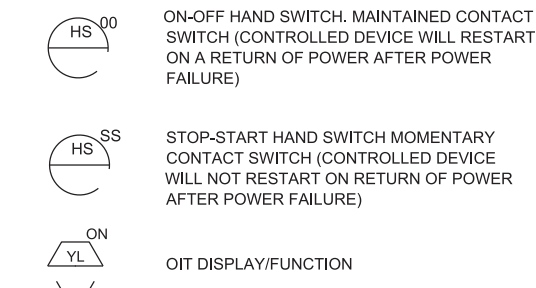 HS 00 ON-OFF HAND SWITCH. MAINTAINED CONTACT
SWITCH (CONTROLLED DEVICE WILL RESTART
ON A RETURN OF POWER AFTER POWER
FAILURE)
HS SS STOP-START HAND SWITCH MOMENTARY
CONTACT SWITCH (CONTROLLED DEVICE
WILL NOT RESTART ON RETURN OF POWER
AFTER POWER FAILURE)
ON
YL OIT DISPLAY/FUNCTION